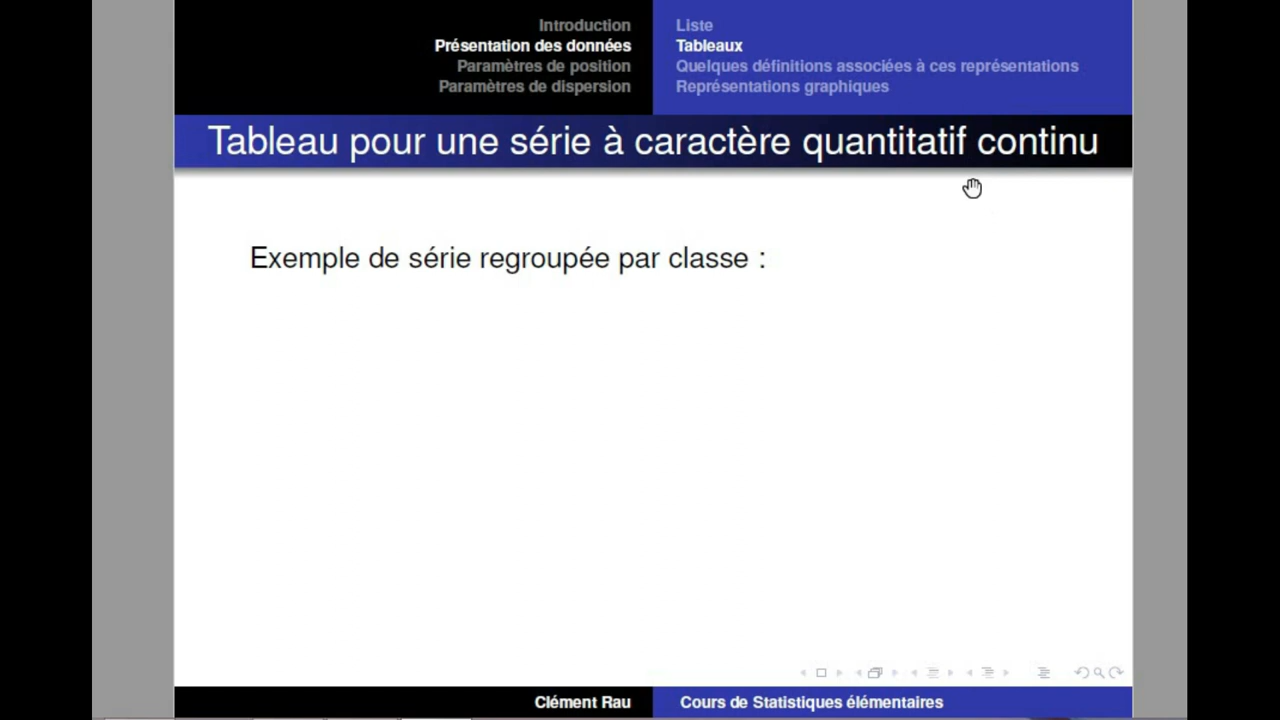 Introduction
Présentation des données
Paramètres de position
Paramètres de dispersion
Liste
Tableaux
Quelques définitions associées à ces représentations
Représentations graphiques
Tableau pour une série à caractère quantitatif continu
Exemple de série regroupée par classe :
Clément Rau
Cours de Statistiques élémentaires